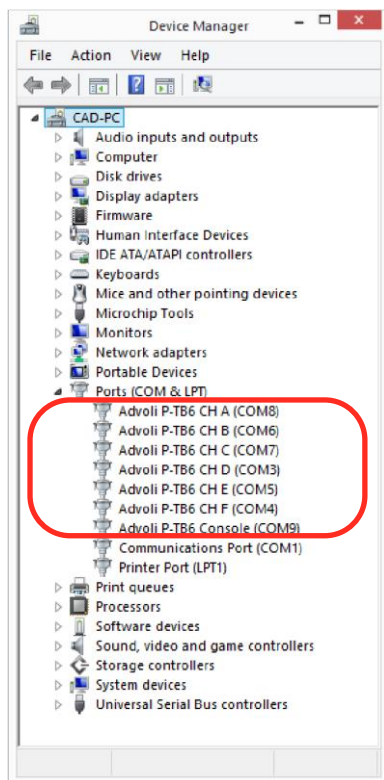 Device Manager
File Action View Help
CAD-PC
Audio inputs and outputs
Computer
Disk drives
Display adapters
Firmware
Human Interface Devices
IDE ATA/ATAPI controllers
Keyboards
Mice and other pointing devices
Microchip Tools
Monitors
Network adapters
Portable Devices
Ports (COM & LPT)
Advoli P-TB6 CH A (COM8)
Advoli P-TB6 CH B (COM6)
Advoli P-TB6 CH C (COM7)
Advoli P-TB6 CH D (COM3)
Advoli P-TB6 CH E (COM5)
Advoli P-TB6 CH F (COM4)
Advoli P-TB6 Console (COM9)
Communications Port (COM1)
Printer Port (LPT1)
Print queues
Processors
Software devices
Sound, video and game controllers
Storage controllers
System devices
Universal Serial Bus controllers